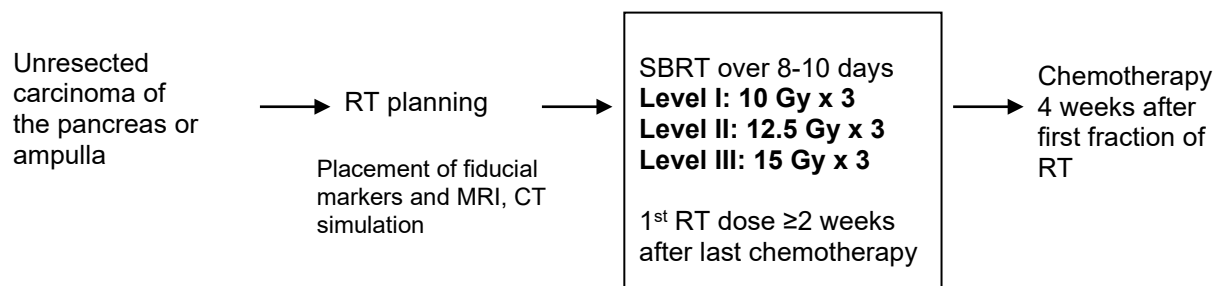 Unresected
carcinoma of
the pancreas or
ampulla
RT planning
Placement of fiducial
markers and MRI, CT
simulation
SBRT over 8-10 days
Level I: 10 Gy x 3
Level II: 12.5 Gy x 3
Level III: 15 Gy x 3
1st RT dose ≥2 weeks
after last chemotherapy
Chemotherapy
4 weeks after
first fraction of
RT